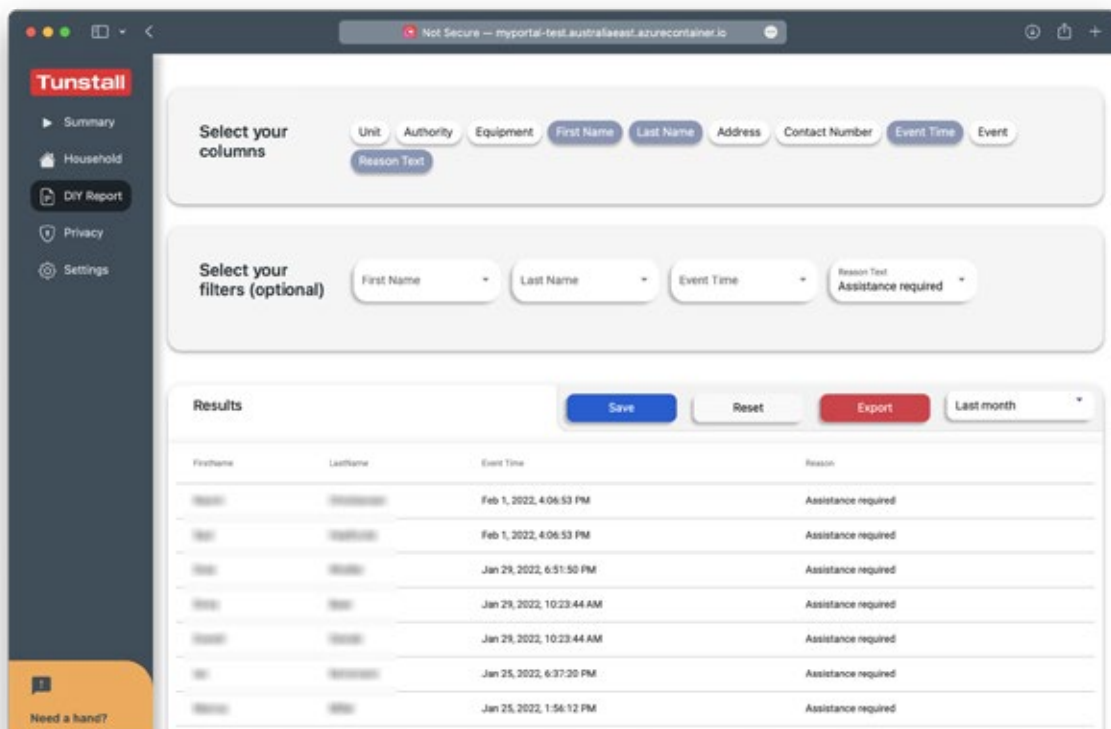 Not Secure — myportal-test.australiaeast.azurecontainer.io
Tunstall
Summary
Household
DIY Report
Privacy
Settings
Need a hand?
Select your
columns
Unit Authority Equipment First Name Last Name Address Contact Number Event Time Event
Reason Text
Select your
filters (optional)
First Name Last Name Event Time
Reason Text
Assistance required
Results Save Reset Export Last month
FirstName LastName Event Time Reason
Feb 1, 2022, 4:06:53 PM Assistance required
Feb 1, 2022, 4:06:53 PM Assistance required
Jan 29, 2022, 6:51:50 PM Assistance required
Jan 29, 2022, 10:23:44 AM Assistance required
Jan 29, 2022, 10:23:44 AM Assistance required
Jan 25, 2022, 6:37:20 PM Assistance required
Jan 25, 2022, 1:56:12 PM Assistance required